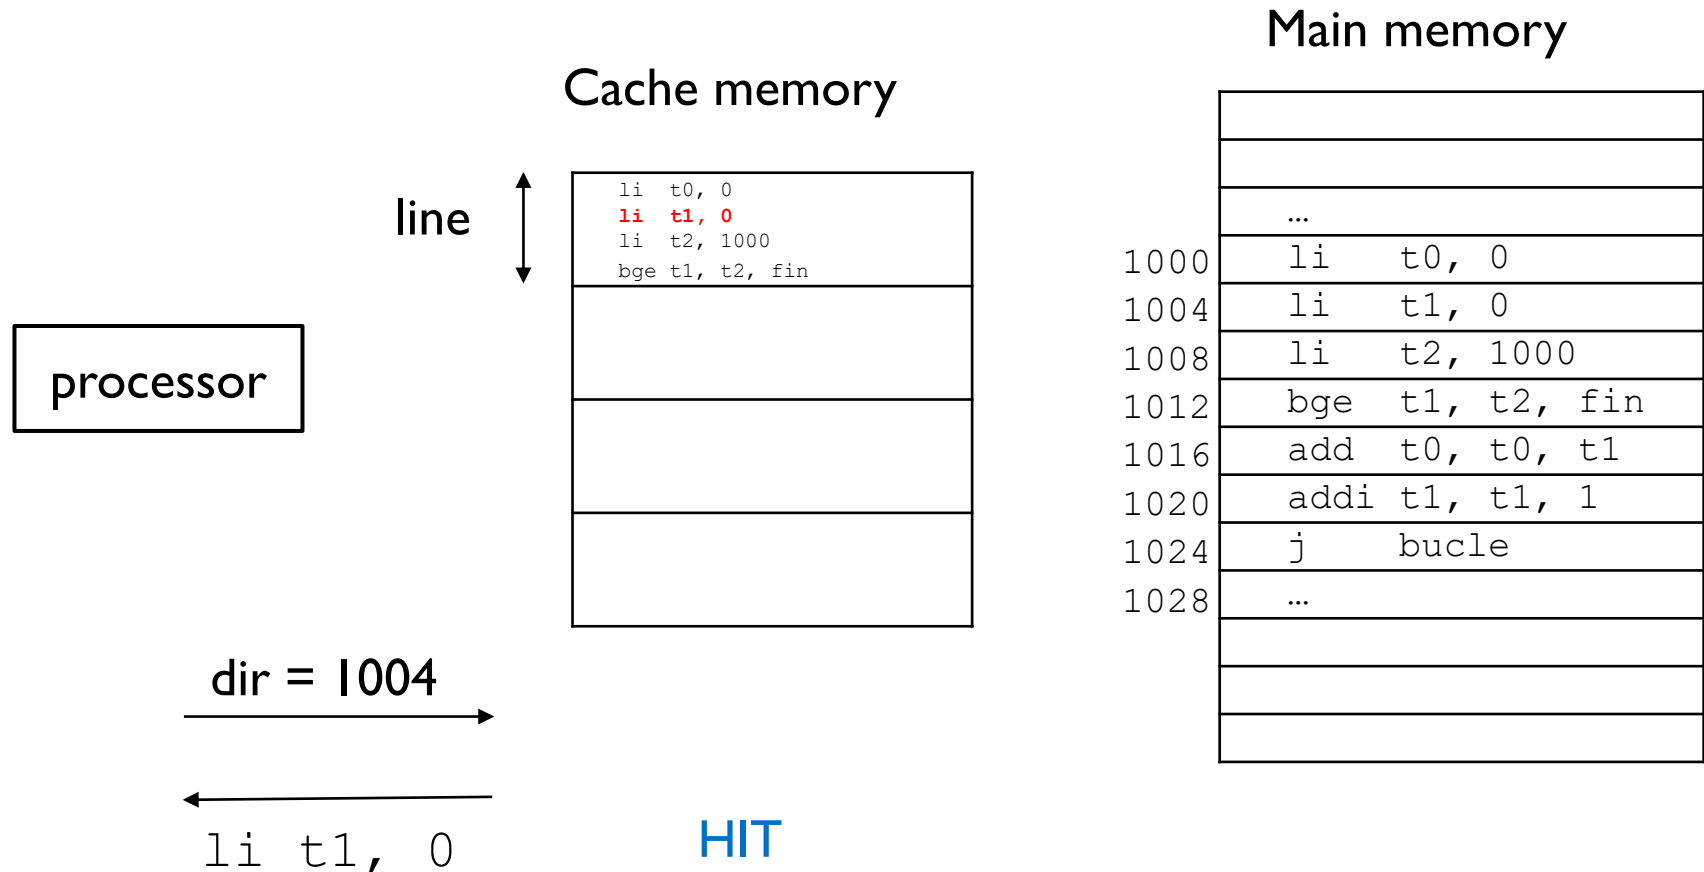 Main memory
Cache memory
line
li t0, 0
li t1, 0
li t2, 1000
bge t1, t2, fin
processor
…
1000 li t0, 0
1004 li t1, 0
1008 li t2, 1000
1012 bge t1, t2, fin
1016 add t0, t0, t1
1020 addi t1, t1, 1
1024 j bucle
1028 …
dir = 1004
li t1, 0
HIT